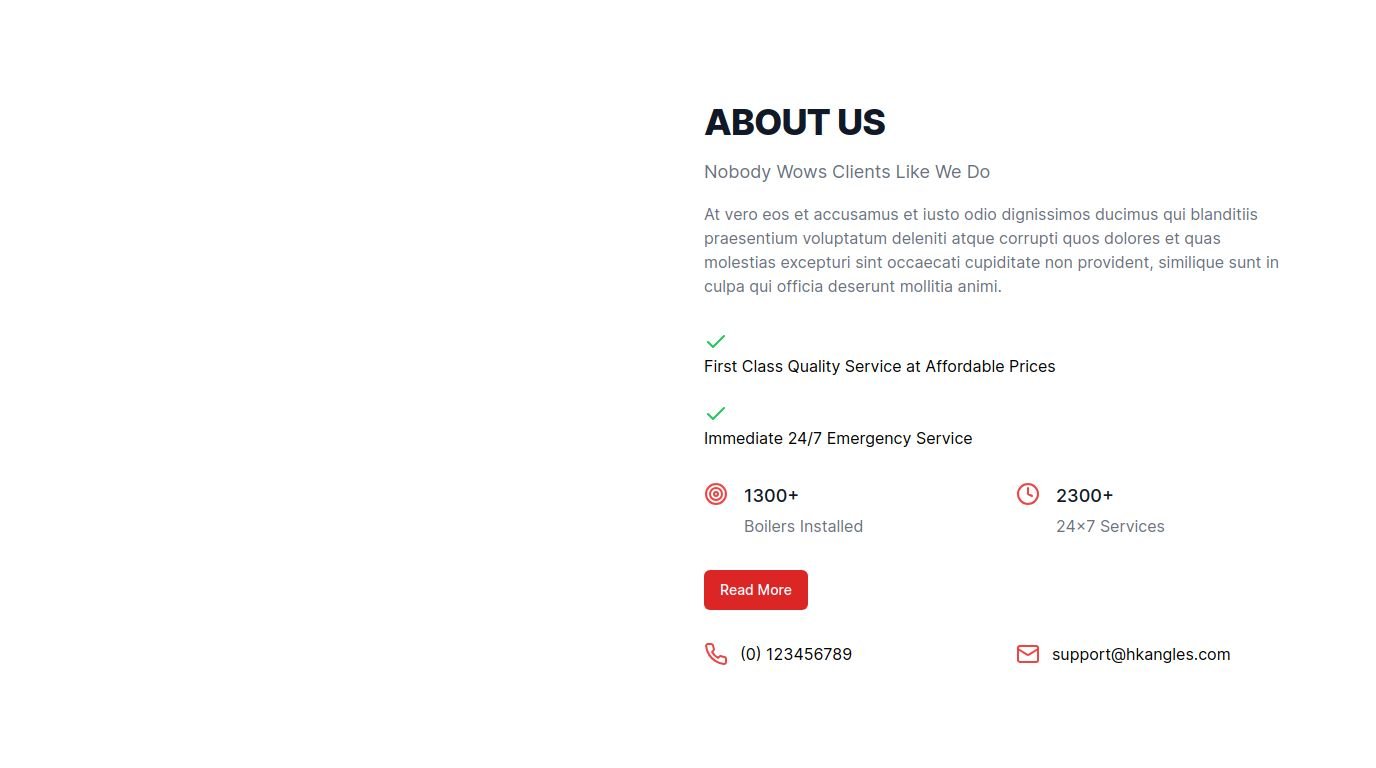 ABOUT US
Nobody Wows Clients Like We Do
At vero eos et accusamus et iusto odio dignissimos ducimus qui blanditiis
praesentium voluptatum deleniti atque corrupti quos dolores et quas
molestias excepturi sint occaecati cupiditate non provident, similique sunt in
culpa qui officia deserunt mollitia animi.
First Class Quality Service at Affordable Prices
Immediate 24/7 Emergency Service
1300+
Boilers Installed
2300+
24×7 Services
Read More
(0) 123456789
support@hkangles.com